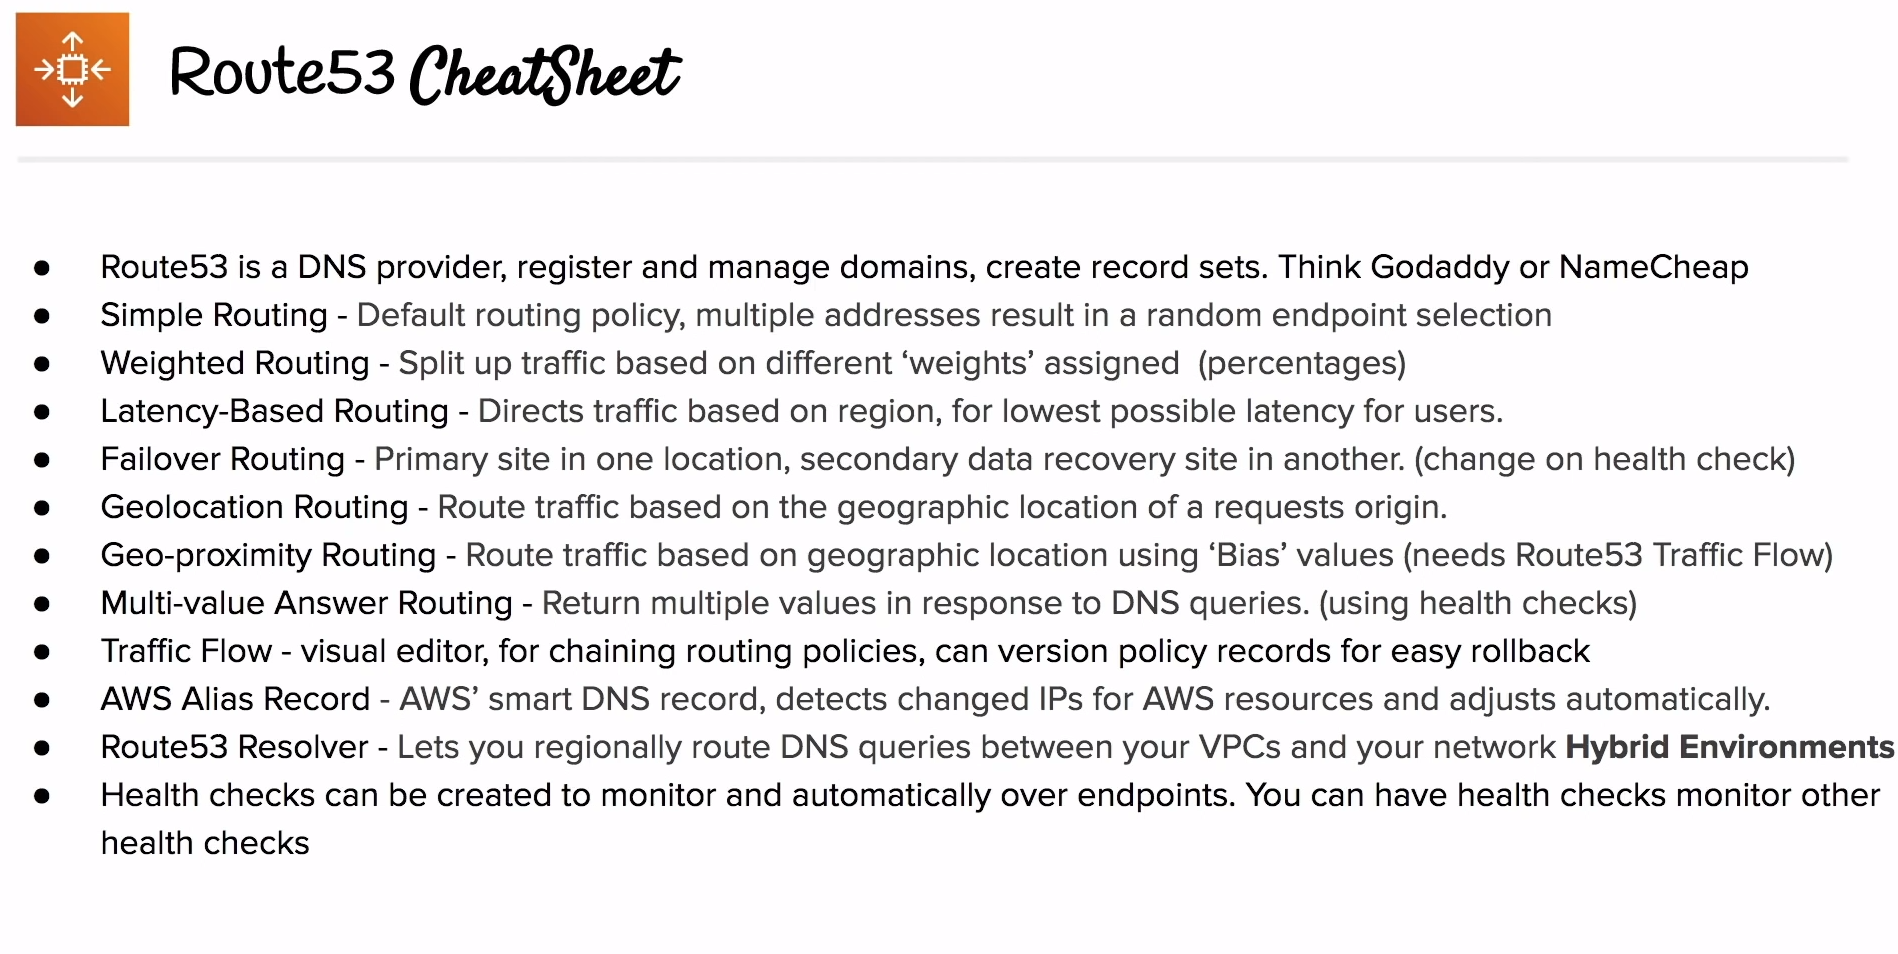 Route53 CheatSheet
● Route53 is a DNS provider, register and manage domains, create record sets. Think Godaddy or NameCheap
● Simple Routing - Default routing policy, multiple addresses result in a random endpoint selection
● Weighted Routing - Split up traffic based on different ‘weights’ assigned  (percentages)
● Latency-Based Routing - Directs traffic based on region, for lowest possible latency for users.
● Failover Routing - Primary site in one location, secondary data recovery site in another. (change on health check)
● Geolocation Routing - Route traffic based on the geographic location of a requests origin.
● Geo-proximity Routing - Route traffic based on geographic location using ‘Bias’ values (needs Route53 Traffic Flow)
● Multi-value Answer Routing - Return multiple values in response to DNS queries. (using health checks)
● Traffic Flow - visual editor, for chaining routing policies, can version policy records for easy rollback
● AWS Alias Record - AWS’ smart DNS record, detects changed IPs for AWS resources and adjusts automatically.
● Route53 Resolver - Lets you regionally route DNS queries between your VPCs and your network Hybrid Environments
● Health checks can be created to monitor and automatically over endpoints. You can have health checks monitor other
health checks